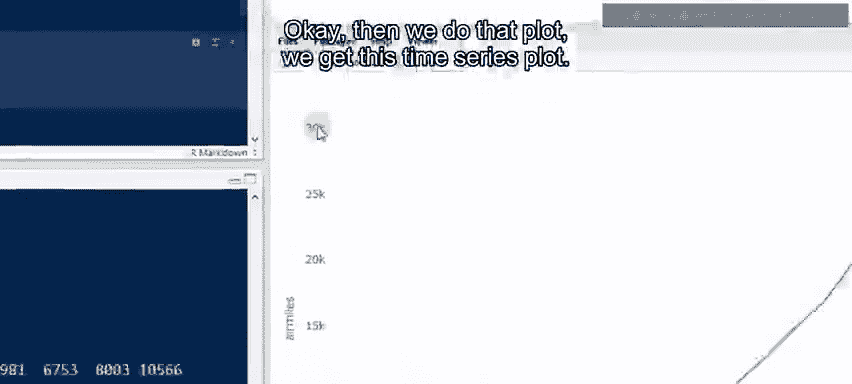 Okay, then we do that plot,
we get this time series plot.
R Markdown
30k
25k
20k
15k
airmiles
981 6753 8003 10566